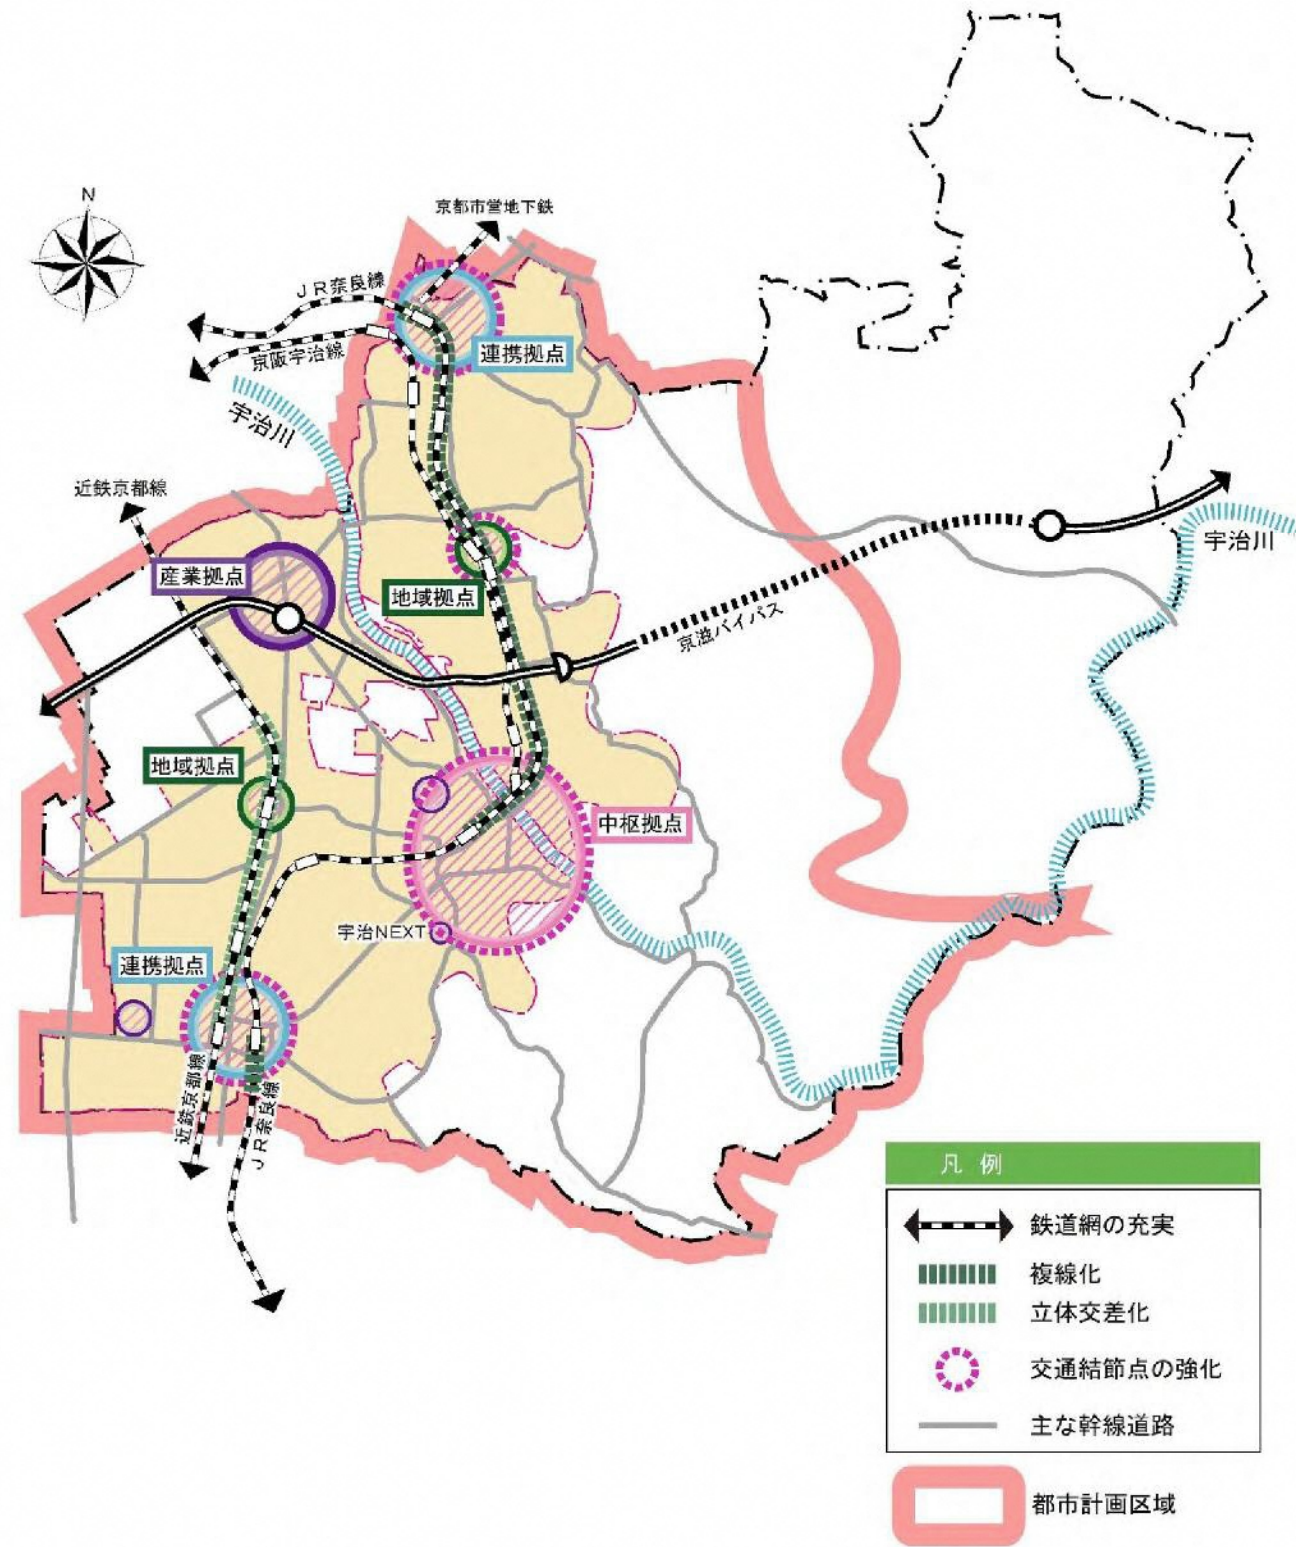 N
京都市営地下鉄
JR奈良線
連携拠点
京阪宇治線
宇治川
近鉄京都線
宇治川
産業拠点
地域拠点
京滋バイパス
地域拠点
中枢拠点
宇治NEXT
連携拠点
近鉄京都線
JR奈良線
凡例
鉄道網の充実
複線化
立体交差化
交通結節点の強化
主な幹線道路
都市計画区域